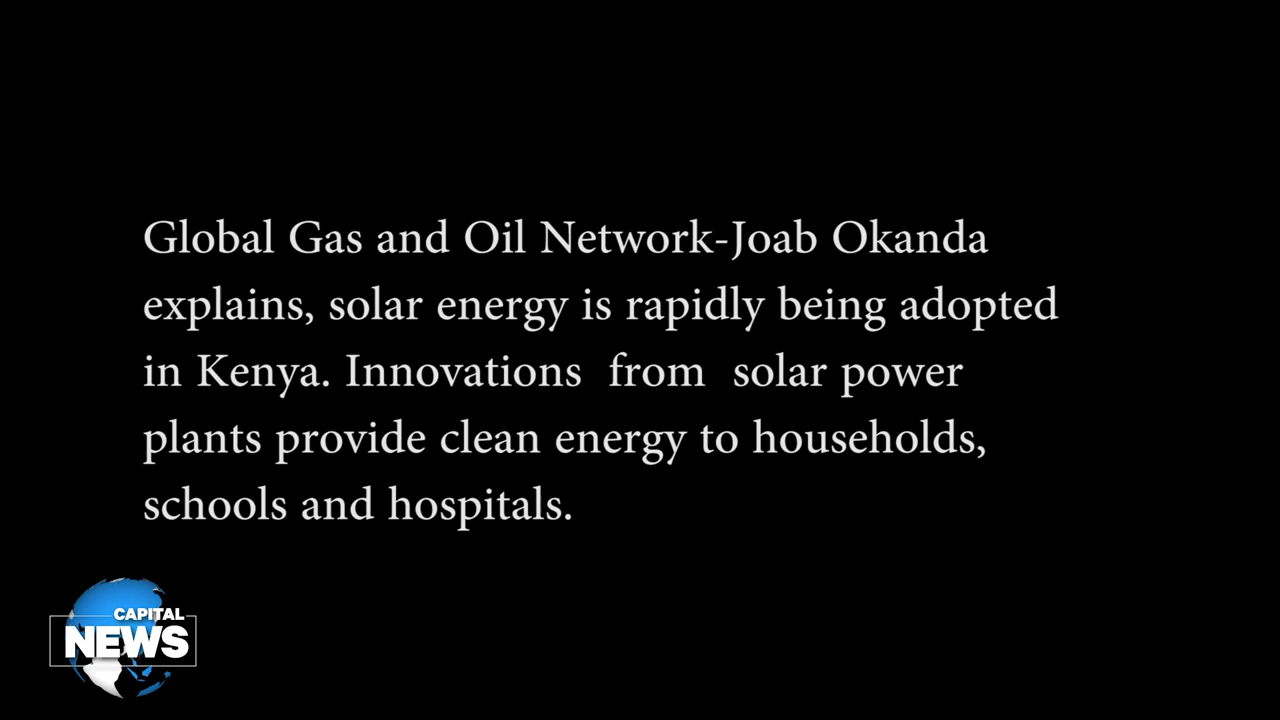 Global Gas and Oil Network-Joab Okanda
explains, solar energy is rapidly being adopted
in Kenya. Innovations  from  solar power
plants provide clean energy to households,
schools and hospitals.
CAPITAL
NEWS